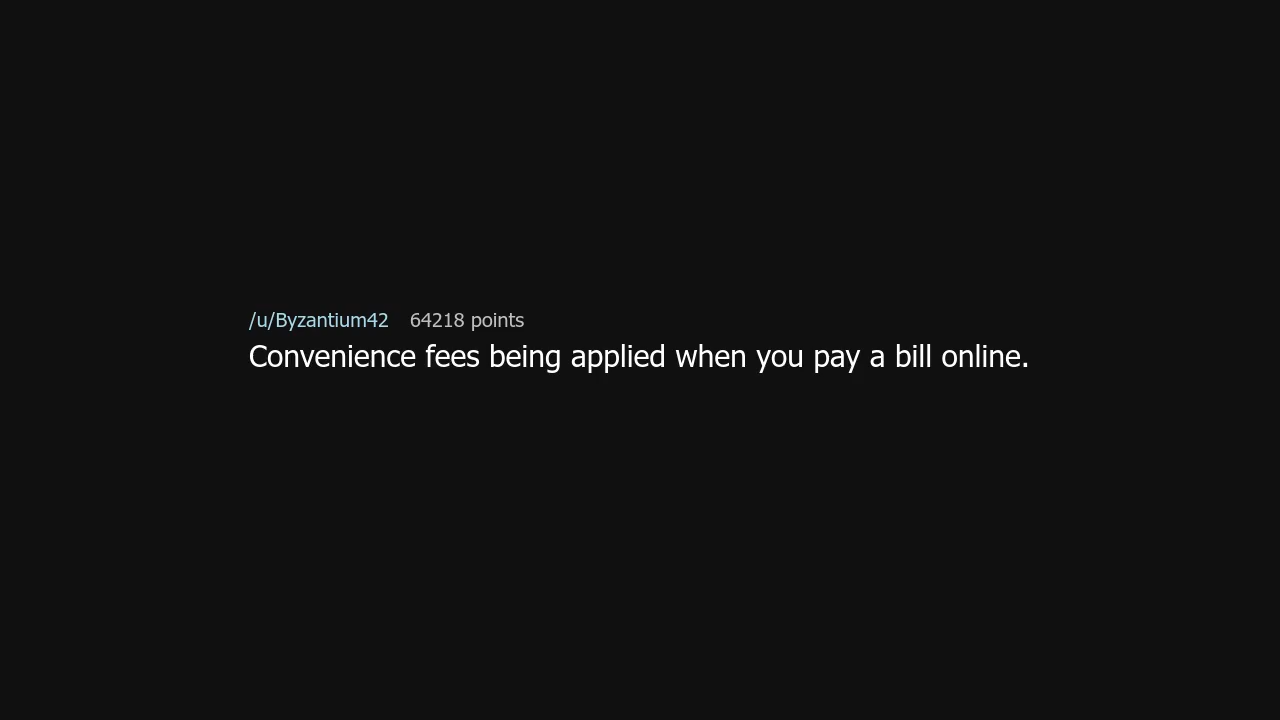 /u/Byzantium42 64218 points
Convenience fees being applied when you pay a bill online.